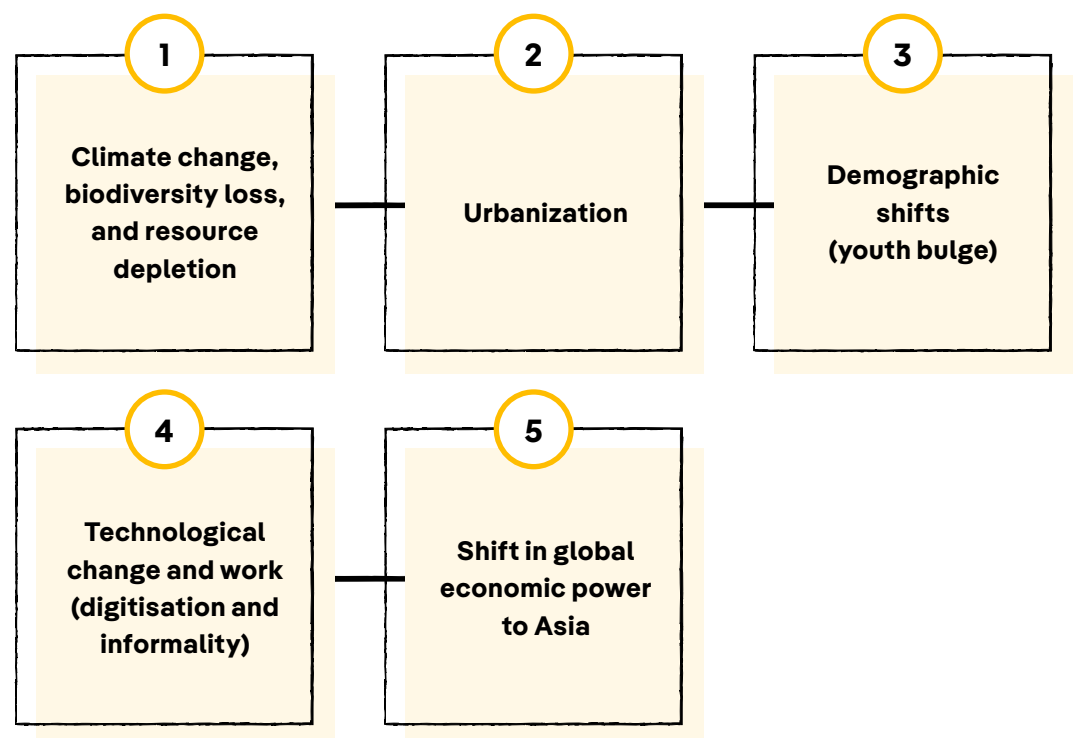 1
Climate change,
biodiversity loss,
and resource
depletion
2
Urbanization
3
Demographic
shifts
(youth bulge)
4
Technological
change and work
(digitisation and
informality)
5
Shift in global
economic power
to Asia